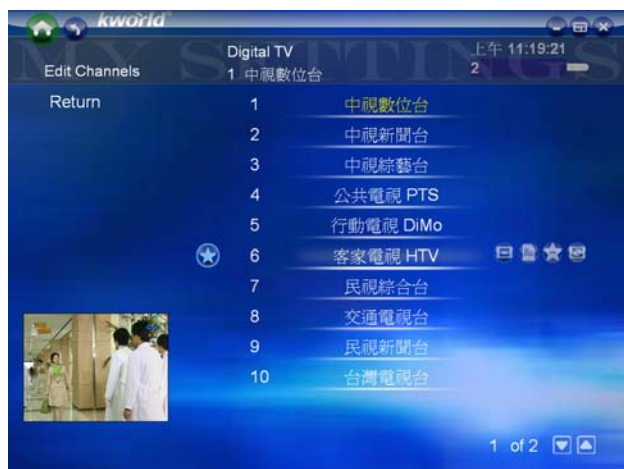 kworld
MY SETTINGS
Digital TV
上午 11:19:21
Edit Channels
1 中視數位台
2
Return
1 中視數位台
2 中視新聞台
3 中視綜藝台
4 公共電視 PTS
5 行動電視 DiMo
6 客家電視 HTV
7 民視綜合台
8 交通電視台
9 民視新聞台
10 台灣電視台
1 of 2